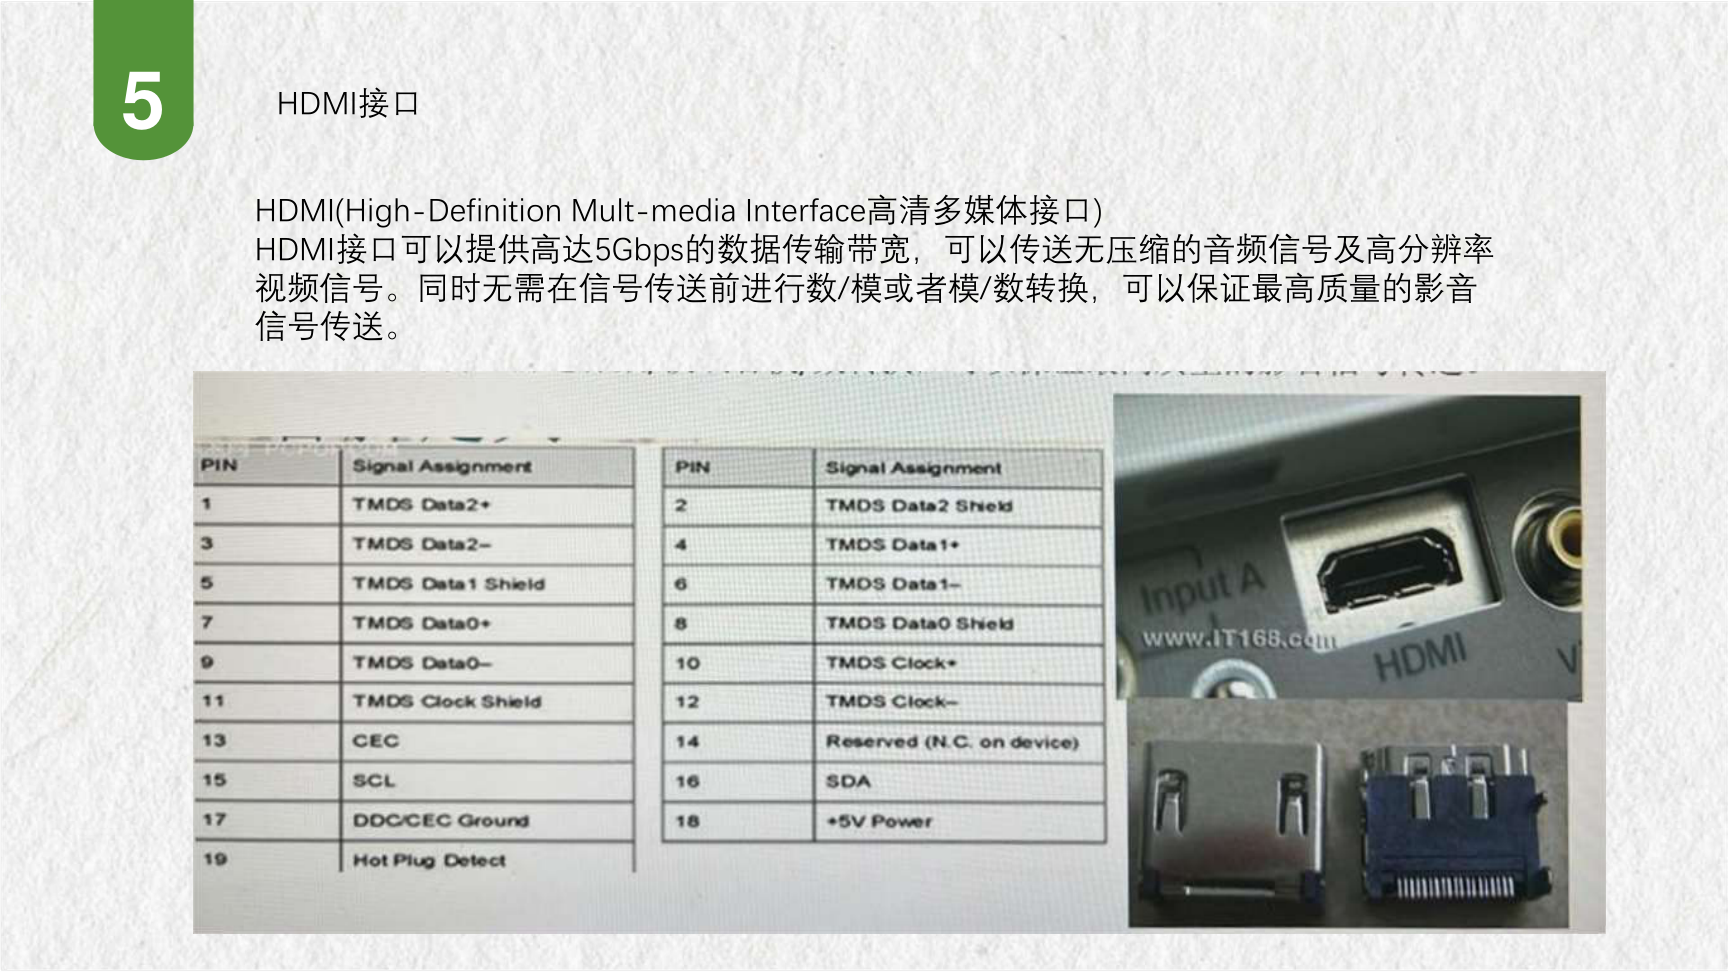 5
HDMI接口
HDMI(High-Definition Mult-media Interface高清多媒体接口)
HDMI接口可以提供高达5Gbps的数据传输带宽，可以传送无压缩的音频信号及高分辨率
视频信号。同时无需在信号传送前进行数/模或者模/数转换，可以保证最高质量的影音
信号传送。
PIN Signal Assignment PIN Signal Assignment
1 TMDS Data2+ 2 TMDS Data2 Shield
3 TMDS Data2– 4 TMDS Data1+
5 TMDS Data1 Shield 6 TMDS Data1–
7 TMDS Data0+ 8 TMDS Data0 Shield
9 TMDS Data0– 10 TMDS Clock+
11 TMDS Clock Shield 12 TMDS Clock–
13 CEC 14 Reserved (N.C. on device)
15 SCL 16 SDA
17 DDC/CEC Ground 18 +5V Power
19 Hot Plug Detect
Input A
www.IT168.com
HDMI